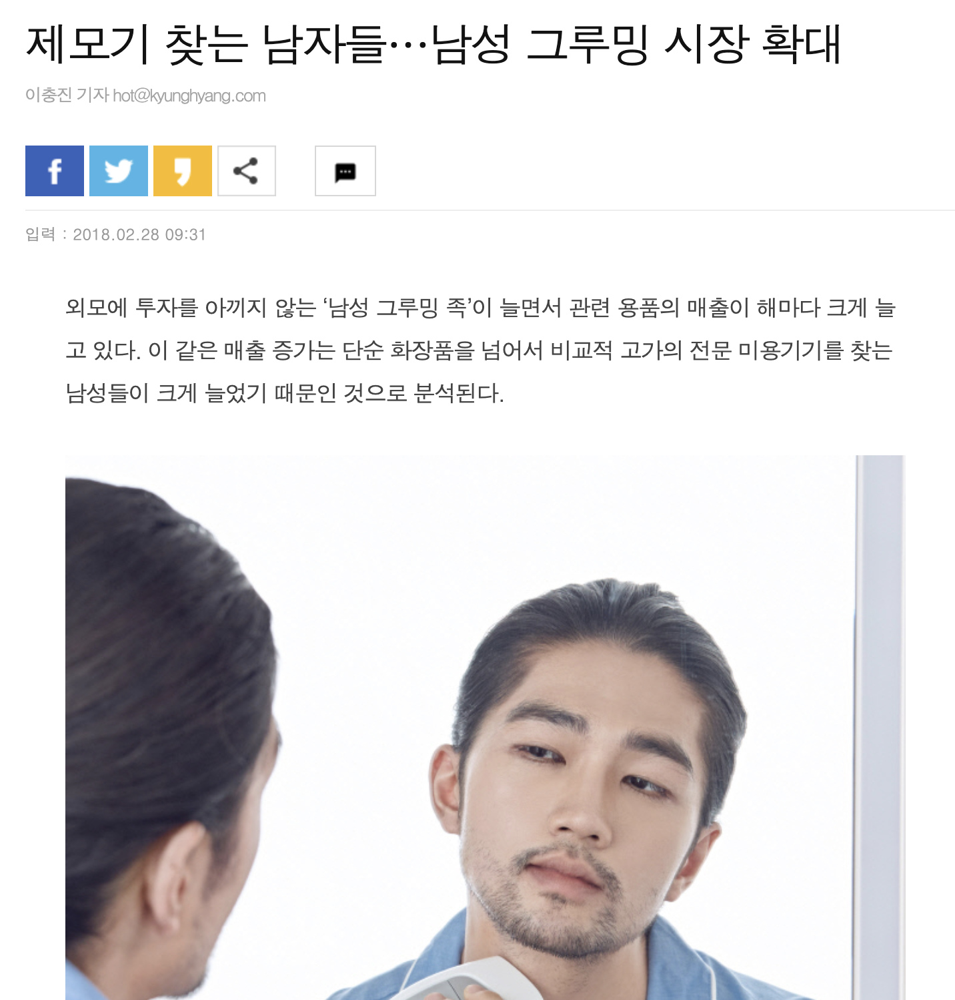 제모기 찾는 남자들…남성 그루밍 시장 확대
이충진 기자 hot@kyunghyang.com
입력 : 2018.02.28 09:31
외모에 투자를 아끼지 않는 ‘남성 그루밍 족’이 늘면서 관련 용품의 매출이 해마다 크게 늘
고 있다. 이 같은 매출 증가는 단순 화장품을 넘어서 비교적 고가의 전문 미용기기를 찾는
남성들이 크게 늘었기 때문인 것으로 분석된다.